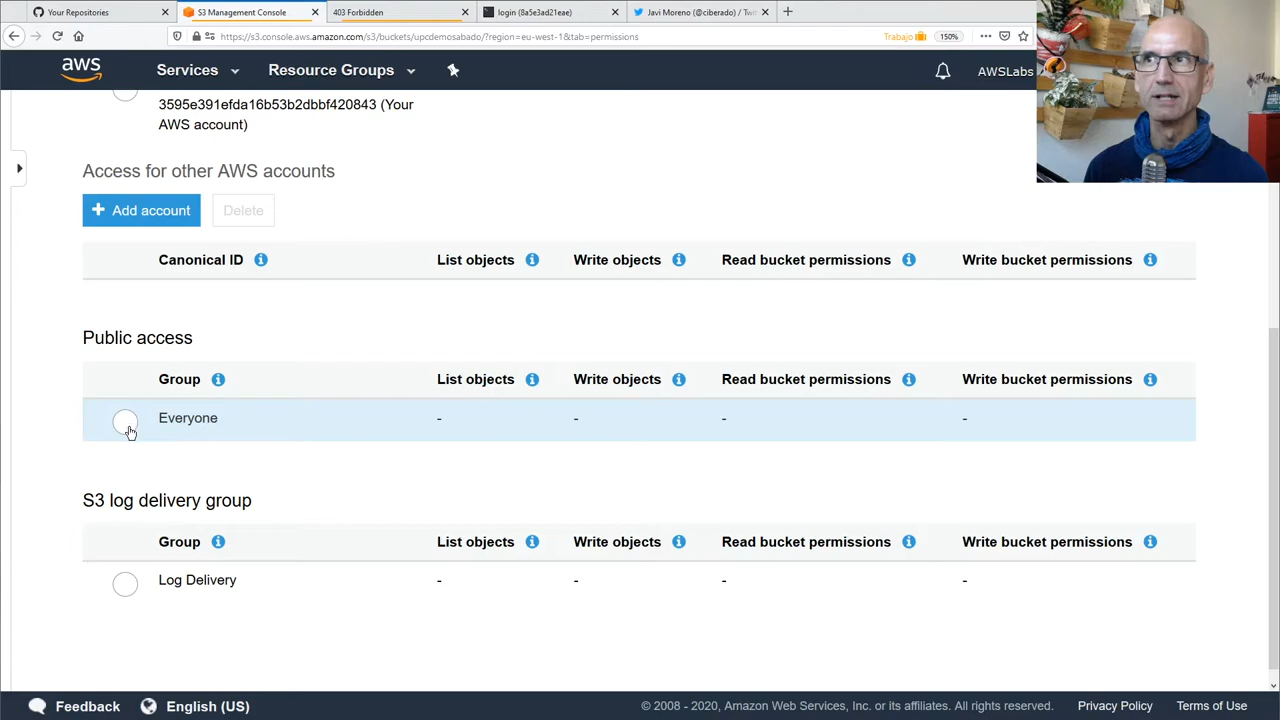 Your Repositories
S3 Management Console
403 Forbidden
login (8a5e3ad21eae)
Javi Moreno (@ciberado) / Twit
https://s3.console.aws.amazon.com/s3/buckets/upcdemosabado/?region=eu-west-1&tab=permissions
Trabajo
150%
aws
Services
Resource Groups
AWSLabs
3595e391efda16b53b2dbbf420843 (Your
AWS account)
Access for other AWS accounts
+ Add account
Delete
Canonical ID
List objects
Write objects
Read bucket permissions
Write bucket permissions
Public access
Group
List objects
Write objects
Read bucket permissions
Write bucket permissions
Everyone
-
-
-
-
S3 log delivery group
Group
List objects
Write objects
Read bucket permissions
Write bucket permissions
Log Delivery
-
-
-
-
Feedback
English (US)
© 2008 - 2020, Amazon Web Services, Inc. or its affiliates. All rights reserved.
Privacy Policy
Terms of Use